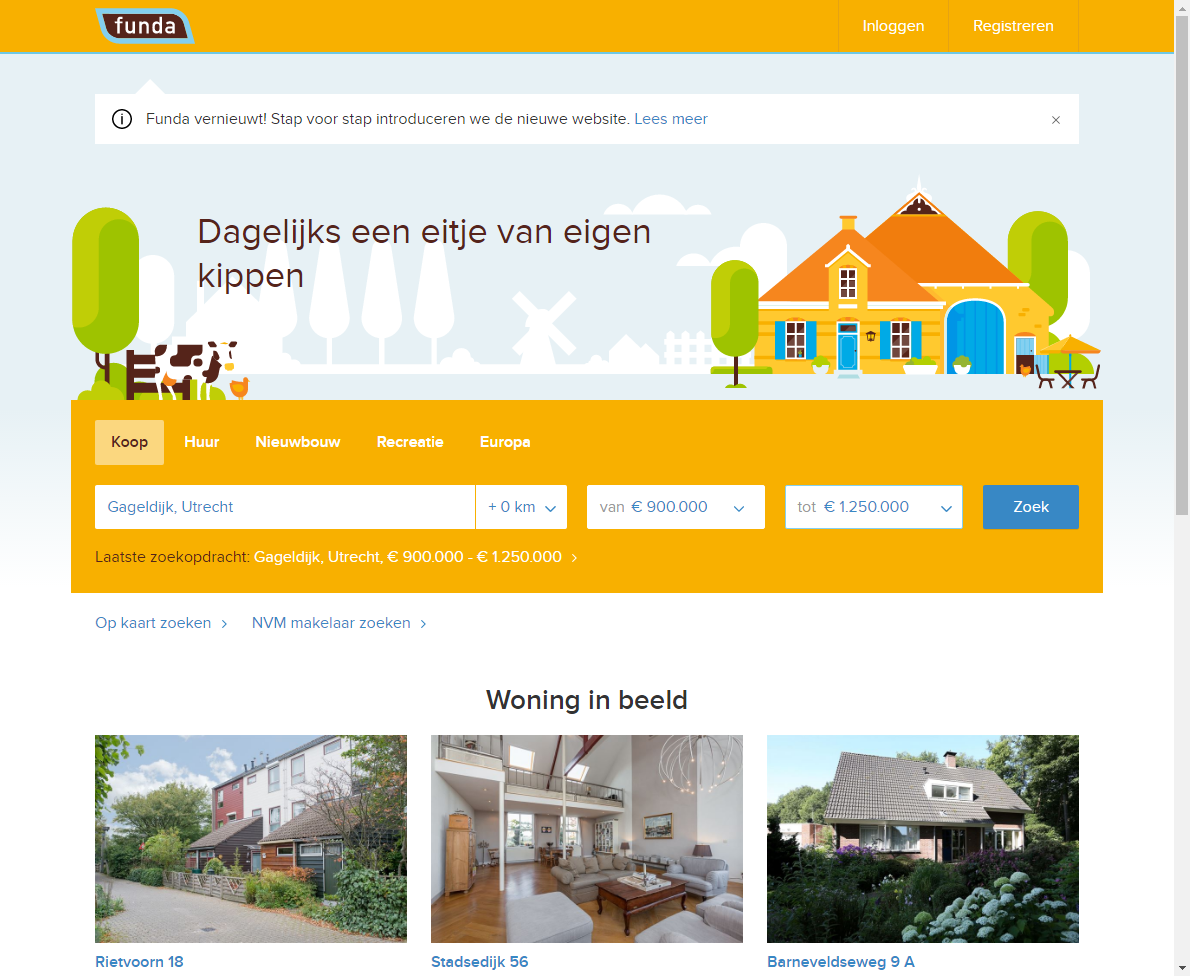 funda
Inloggen
Registreren
Funda vernieuwt! Stap voor stap introduceren we de nieuwe website. Lees meer
Dagelijks een eitje van eigen
kippen
Koop
Huur
Nieuwbouw
Recreatie
Europa
Gageldijk, Utrecht
+ 0 km
van € 900.000
tot € 1.250.000
Zoek
Laatste zoekopdracht: Gageldijk, Utrecht, € 900.000 - € 1.250.000
Op kaart zoeken
NVM makelaar zoeken
Woning in beeld
Rietvoorn 18
Stadsedijk 56
Barneveldseweg 9 A